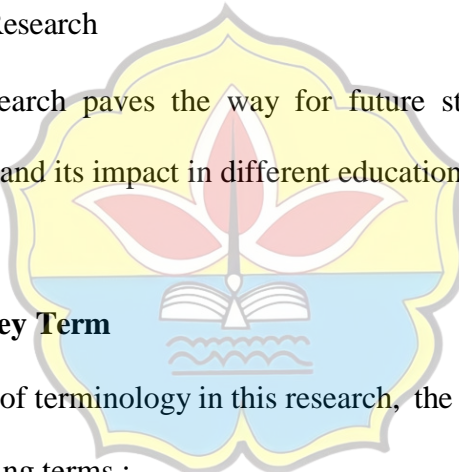 Research
earch paves the way for future st
and its impact in different education
ey Term
of terminology in this research, the
ng terms :